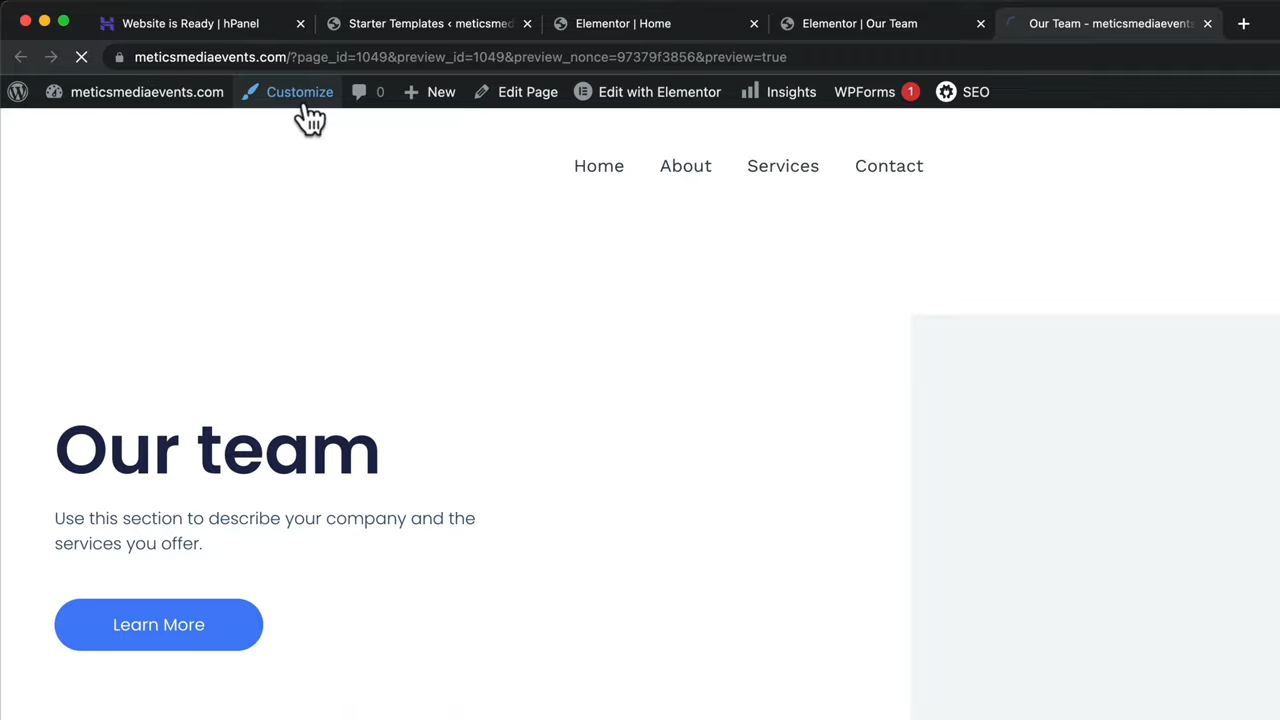 Website is Ready | hPanel
Starter Templates ‹ meticsmed
Elementor | Home
Elementor | Our Team
Our Team - meticsmediaevents
meticsmediaevents.com/?page_id=1049&preview_id=1049&preview_nonce=97379f3856&preview=true
meticsmediaevents.com Customize 0 New Edit Page Edit with Elementor Insights WPForms 1 SEO
Home About Services Contact
Our team
Use this section to describe your company and the
services you offer.
Learn More